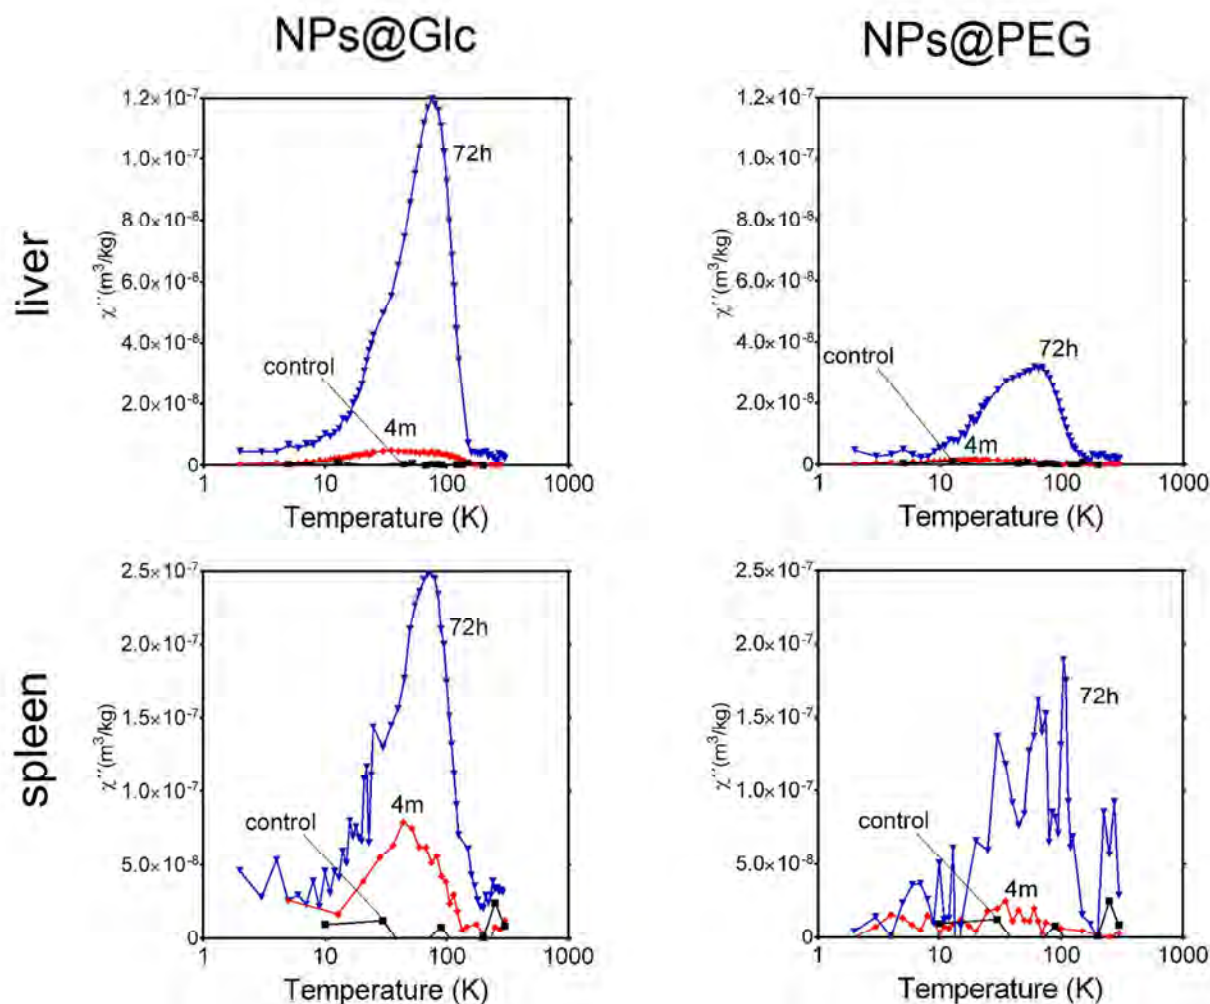 NPs@Glc
NPs@PEG
liver
χ´´(m³/kg)
1.2×10⁻⁷
1.0×10⁻⁷
8.0×10⁻⁸
6.0×10⁻⁸
4.0×10⁻⁸
2.0×10⁻⁸
0
72h
control
4m
1 10 100 1000
Temperature (K)
χ´´(m³/kg)
1.2×10⁻⁷
1.0×10⁻⁷
8.0×10⁻⁸
6.0×10⁻⁸
4.0×10⁻⁸
2.0×10⁻⁸
0
control
72h
4m
1 10 100 1000
Temperature (K)
spleen
χ´´(m³/kg)
2.5×10⁻⁷
2.0×10⁻⁷
1.5×10⁻⁷
1.0×10⁻⁷
5.0×10⁻⁸
0
72h
4m
control
1 10 100 1000
Temperature (K)
χ´´(m³/kg)
2.5×10⁻⁷
2.0×10⁻⁷
1.5×10⁻⁷
1.0×10⁻⁷
5.0×10⁻⁸
0
72h
control
4m
1 10 100 1000
Temperature (K)